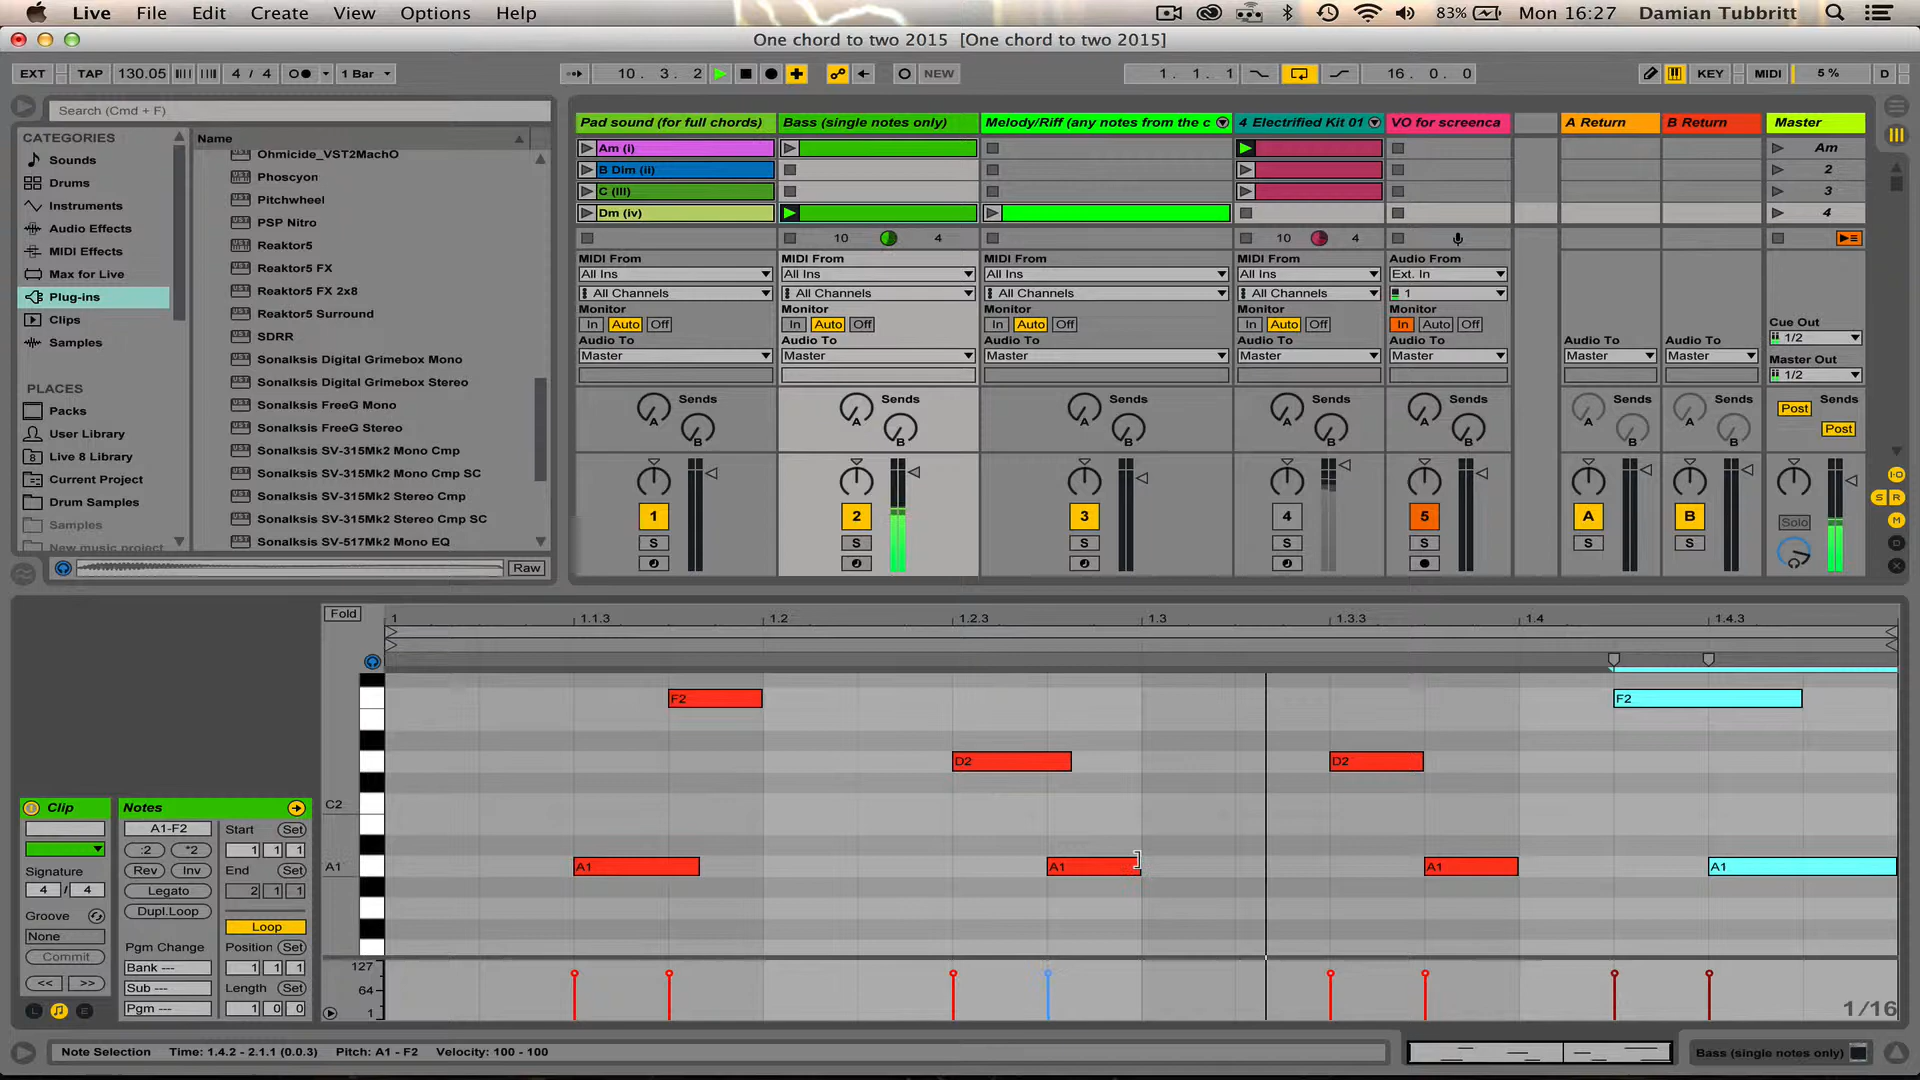 Live File Edit Create View Options Help 83% Mon 16:27 Damian Tubbritt
One chord to two 2015 [One chord to two 2015]
EXT TAP 130.05 4 / 4 1 Bar 10. 3. 2 NEW 1. 1. 1 16. 0. 0 KEY MIDI 5 % D
Search (Cmd + F)
CATEGORIES
Sounds
Drums
Instruments
Audio Effects
MIDI Effects
Max for Live
Plug-ins
Clips
Samples
PLACES
Packs
User Library
Live 8 Library
Current Project
Drum Samples
Samples
New music project
Name
Ohmicide_VST2MachO
Phoscyon
Pitchwheel
PSP Nitro
Reaktor5
Reaktor5 FX
Reaktor5 FX 2x8
Reaktor5 Surround
SDRR
Sonalksis Digital Grimebox Mono
Sonalksis Digital Grimebox Stereo
Sonalksis FreeG Mono
Sonalksis FreeG Stereo
Sonalksis SV-315Mk2 Mono Cmp
Sonalksis SV-315Mk2 Mono Cmp SC
Sonalksis SV-315Mk2 Stereo Cmp
Sonalksis SV-315Mk2 Stereo Cmp SC
Sonalksis SV-517Mk2 Mono EQ
Raw
Pad sound (for full chords) Bass (single notes only) Melody/Riff (any notes from the c 4 Electrified Kit 01 VO for screenca A Return B Return Master
Am (i) Am
B Dim (ii) 2
C (III) 3
Dm (iv) 4
10 4 10 4
MIDI From MIDI From MIDI From MIDI From Audio From
All Ins All Ins All Ins All Ins Ext. In
All Channels All Channels All Channels All Channels 1
Monitor Monitor Monitor Monitor Monitor
In Auto Off In Auto Off In Auto Off In Auto Off In Auto Off Cue Out
Audio To Audio To Audio To Audio To Audio To Audio To Audio To 1/2
Master Master Master Master Master Master Master Master Out
1/2
Sends Sends Sends Sends Sends Sends Sends Post Sends
A A A A A A A Post
B B B B B B B
1 2 3 4 5 A B Solo
S S S S S S S
S R
M
D
X
Fold 1 1.1.3 1.2 1.2.3 1.3 1.3.3 1.4 1.4.3
F2 F2
D2 D2
C2
A1 A1 A1 A1 A1
127
64
1
1/16
Clip
Signature
4 / 4
Groove
None
Commit
<< >>
L E
Notes
A1-F2 Start Set
:2 *2 1 1 1
Rev Inv End Set
Legato 2 1 1
Dupl.Loop
Loop
Pgm Change Position Set
Bank --- 1 1 1
Sub --- Length Set
Pgm --- 1 0 0
Note Selection Time: 1.4.2 - 2.1.1 (0.0.3) Pitch: A1 - F2 Velocity: 100 - 100 Bass (single notes only)